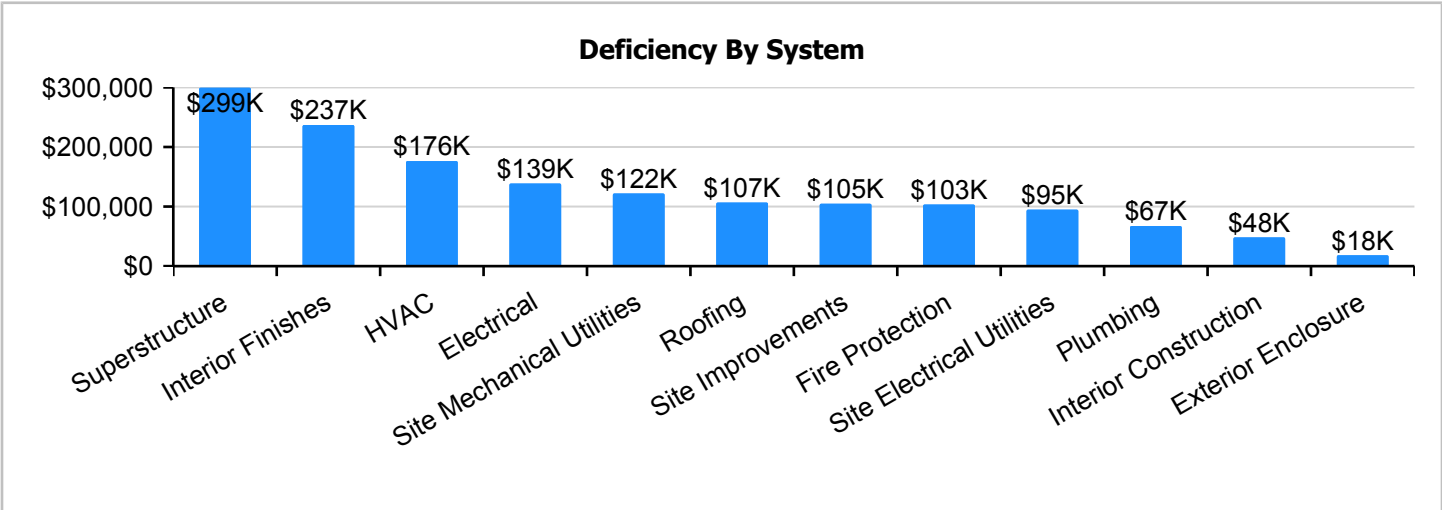 Deficiency By System
$300,000
$200,000
$100,000
$0
$299K
$237K
$176K
$139K
$122K
$107K
$105K
$103K
$95K
$67K
$48K
$18K
Superstructure
Interior Finishes
HVAC
Electrical
Site Mechanical Utilities
Roofing
Site Improvements
Fire Protection
Site Electrical Utilities
Plumbing
Interior Construction
Exterior Enclosure